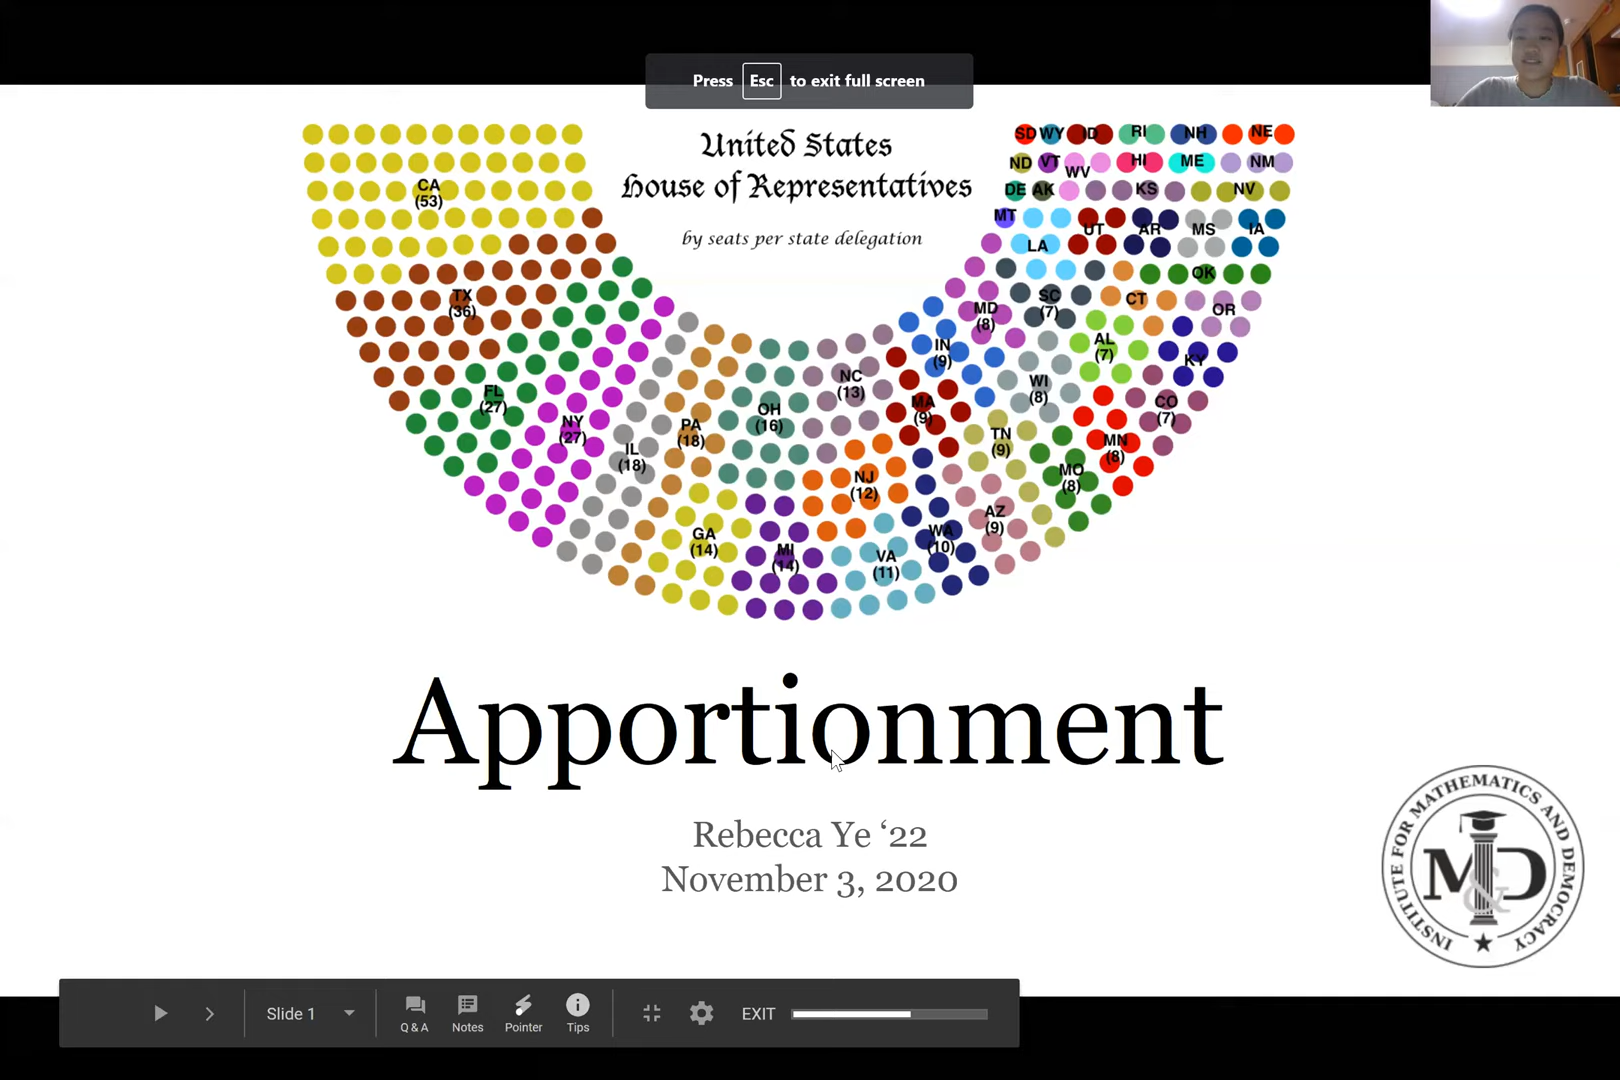 Press Esc to exit full screen
United States
House of Representatives
by seats per state delegation
CA
(53)
TX
(36)
FL
(27)
NY
(27)
IL
(18)
PA
(18)
OH
(16)
GA
(14)
MI
(14)
NC
(13)
NJ
(12)
VA
(11)
WA
(10)
MA
(9)
IN
(9)
AZ
(9)
TN
(9)
MD
(8)
WI
(8)
MO
(8)
MN
(8)
SC
(7)
AL
(7)
CO
(7)
SD WY ID RI NH NE
ND VT WV HI ME NM
DE AK KS NV
MT LA UT AR MS IA
OK
CT OR
KY
Apportionment
Rebecca Ye ‘22
November 3, 2020
INSTITUTE FOR MATHEMATICS AND DEMOCRACY
M&D
Slide 1
Q & A
Notes
Pointer
Tips
EXIT